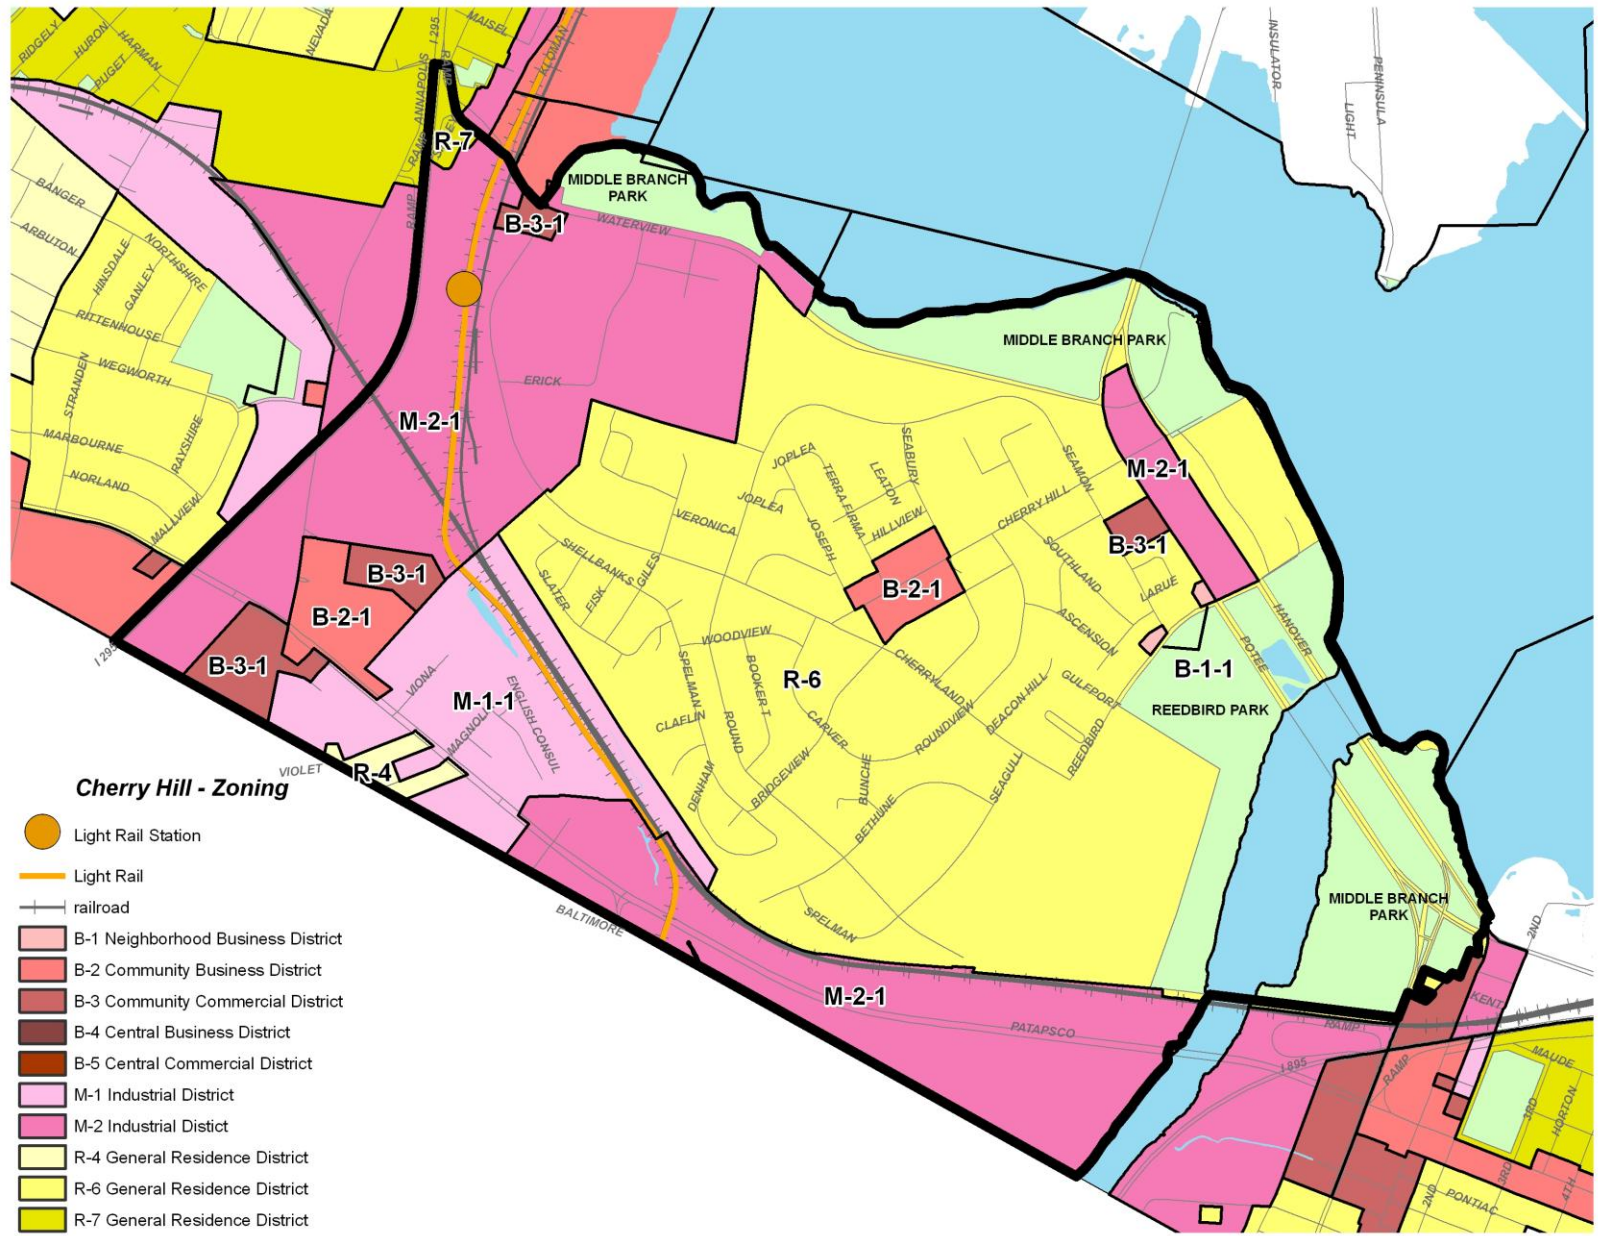 RIDGELY
HURON
HARMAN
PUGET
NEVADA
I 295
MAISEL
RAMP
ANNAPOLIS
RAMP
KLOMAN
R-7
RAMP
INSULATOR
PENINSULA
LIGHT
MIDDLE BRANCH
PARK
B-3-1
WATERVIEW
BANGER
ARBUTON
HINSDALE
NORTHSHIRE
GANLEY
RITTENHOUSE
WEGWORTH
STRANDEN
MARBOURNE
RAYSHIRE
NORLAND
MALLVIEW
MIDDLE BRANCH PARK
ERICK
M-2-1
M-2-1
JOPLEA
SEABURY
SEAMON
LEATON
TERRA FIRMA
JOPLEA
VERONICA
JOSEPH
HILLVIEW
CHERRY HILL
B-3-1
SHELLBANKS
GILES
SLATER
FISK
SOUTHLAND
LARUE
B-3-1
B-2-1
B-2-1
ASCENSION
HANOVER
POTEE
WOODVIEW
I 295
B-3-1
VIONA
M-1-1
ENGLISH CONSUL
MAGNOLIA
SPELMAN
BOOKER T
R-6
CHERRYLAND
DEACON HILL
GULFPORT
B-1-1
REEDBIRD PARK
CLAFLIN
ROUND
CARVER
ROUNDVIEW
REEDBIRD
VIOLET
R-4
DENHAM
BRIDGEVIEW
BUNCHE
BETHUNE
SEAGULL
SPELMAN
BALTIMORE
MIDDLE BRANCH
PARK
2ND
M-2-1
PATAPSCO
RAMP
KENT
I 895
RAMP
MAUDE
3RD
HORTON
2ND
3RD
4TH
PONTIAC
Cherry Hill - Zoning
Light Rail Station
Light Rail
railroad
B-1 Neighborhood Business District
B-2 Community Business District
B-3 Community Commercial District
B-4 Central Business District
B-5 Central Commercial District
M-1 Industrial District
M-2 Industrial Distict
R-4 General Residence District
R-6 General Residence District
R-7 General Residence District